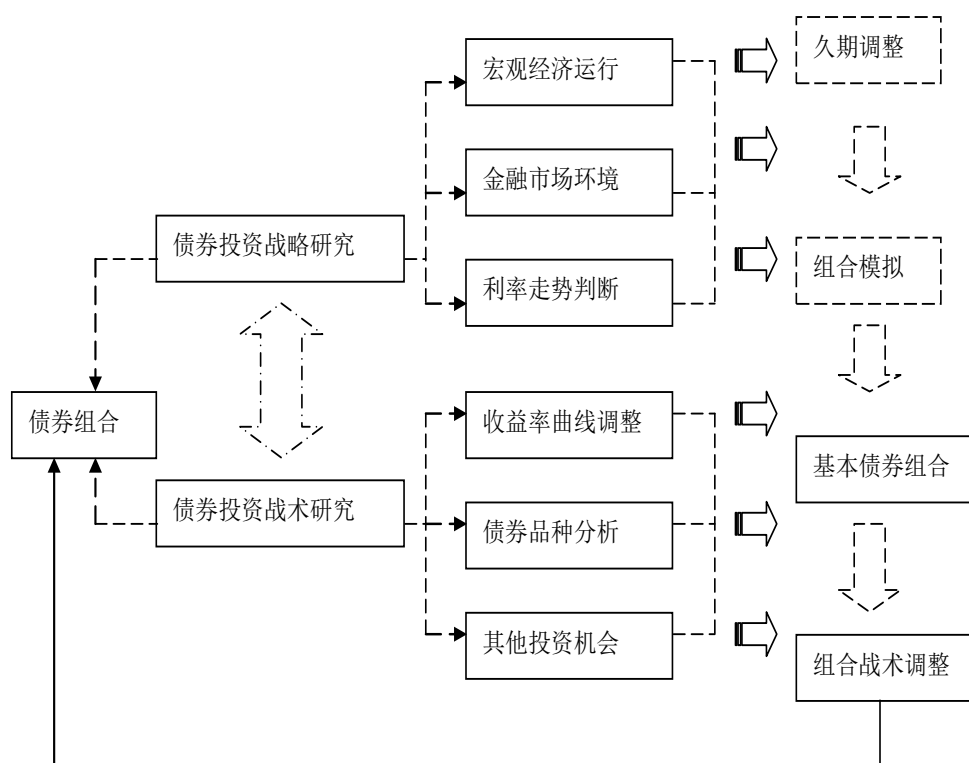 宏观经济运行
久期调整
金融市场环境
债券投资战略研究
组合模拟
利率走势判断
债券组合
收益率曲线调整
基本债券组合
债券投资战术研究
债券品种分析
其他投资机会
组合战术调整